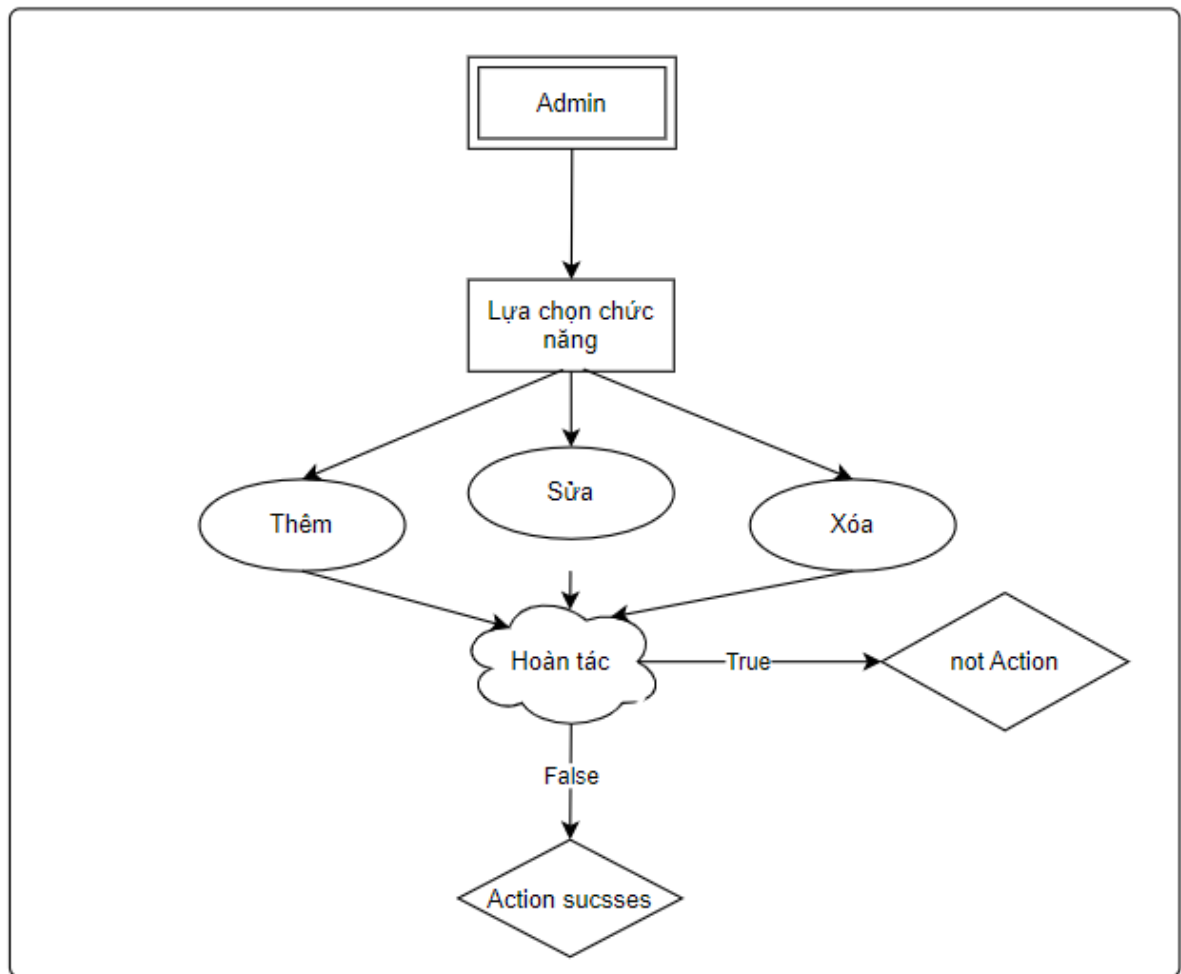 Admin
Lựa chọn chức
năng
Thêm
Sửa
Xóa
Hoàn tác
True
not Action
False
Action sucsses